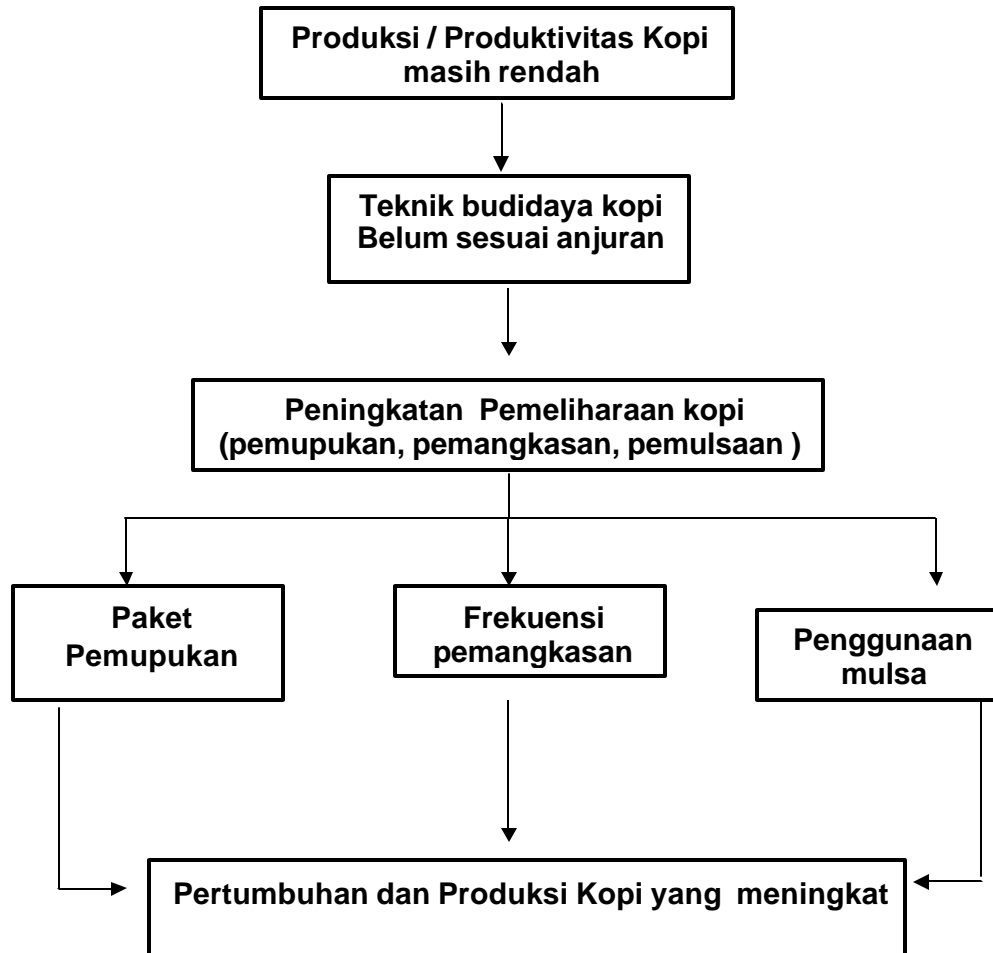 Produksi / Produktivitas Kopi
masih rendah
Teknik budidaya kopi
Belum sesuai anjuran
Peningkatan Pemeliharaan kopi
(pemupukan, pemangkasan, pemulsaan )
Paket
Pemupukan
Frekuensi
pemangkasan
Penggunaan
mulsa
Pertumbuhan dan Produksi Kopi yang meningkat